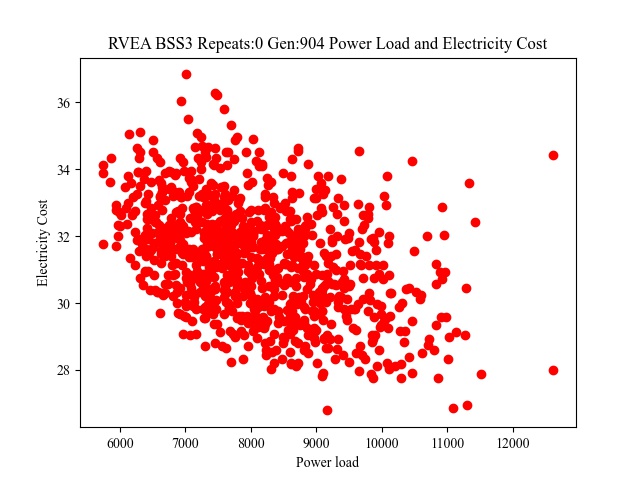 RVEA BSS3 Repeats:0 Gen:904 Power Load and Electricity Cost
36
34
32
30
28
Electricity Cost
6000 7000 8000 9000 10000 11000 12000
Power load